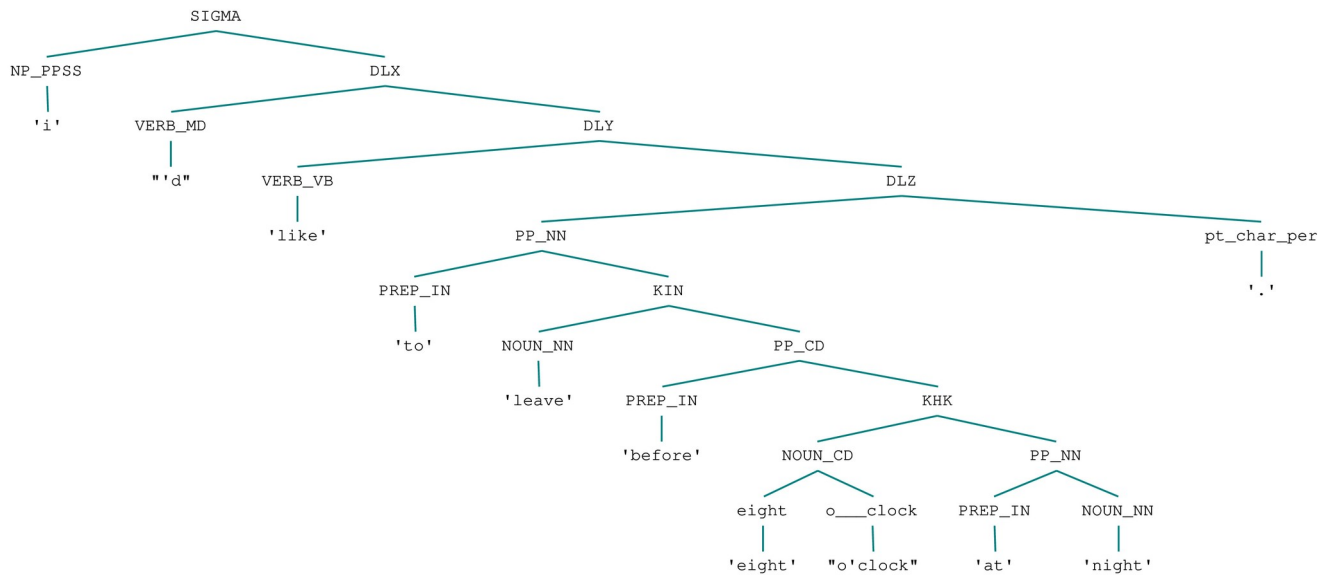 SIGMA
NP_PPSS DLX
'i' VERB_MD DLY
"'d" VERB_VB DLZ
'like' PP_NN pt_char_per
PREP_IN KIN '.'
'to' NOUN_NN PP_CD
'leave' PREP_IN KHK
'before' NOUN_CD PP_NN
eight o___clock PREP_IN NOUN_NN
'eight' "o'clock" 'at' 'night'